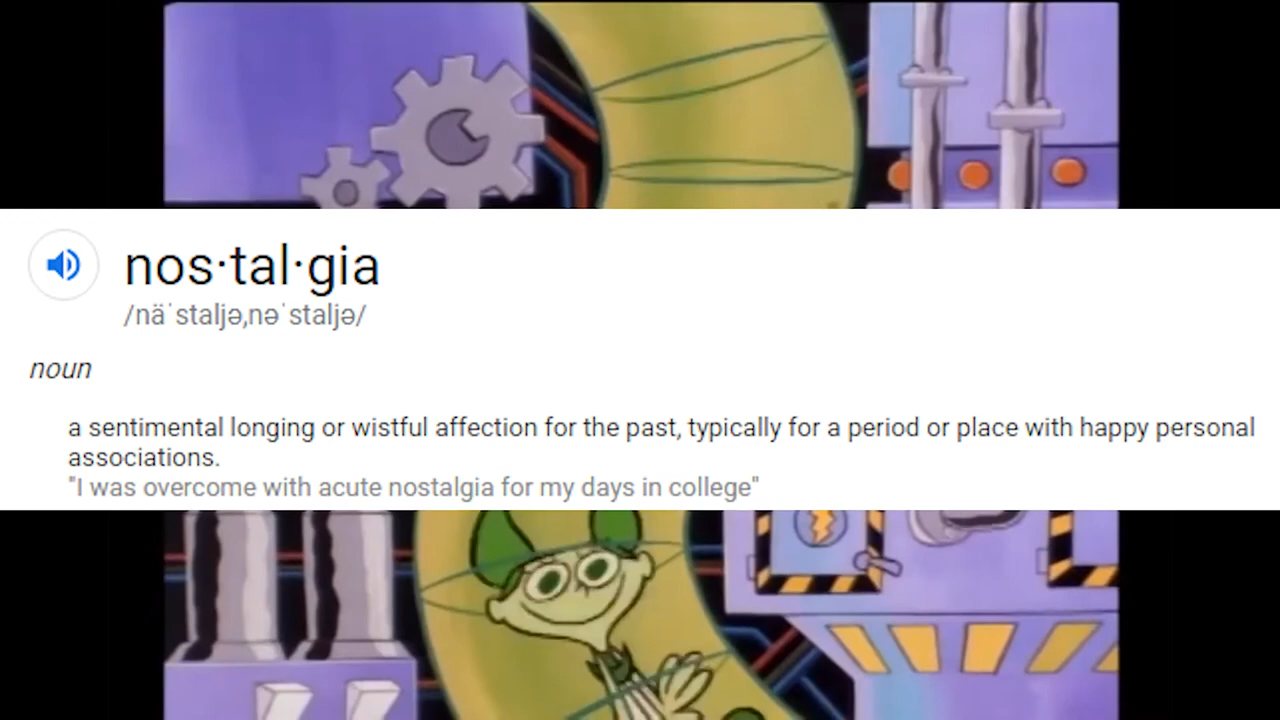 nos·tal·gia
/näˈstaljə,nəˈstaljə/
noun
a sentimental longing or wistful affection for the past, typically for a period or place with happy personal
associations.
"I was overcome with acute nostalgia for my days in college"